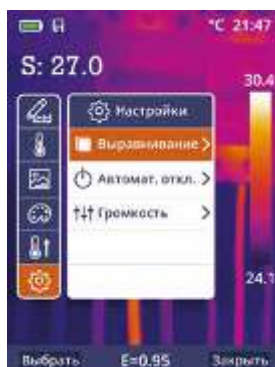 °C 21:47
S: 27.0
30.4
Настройки
Выравнивание
Автомат. откл.
Громкость
24.1
Выбрать E=0.95 Закрыть